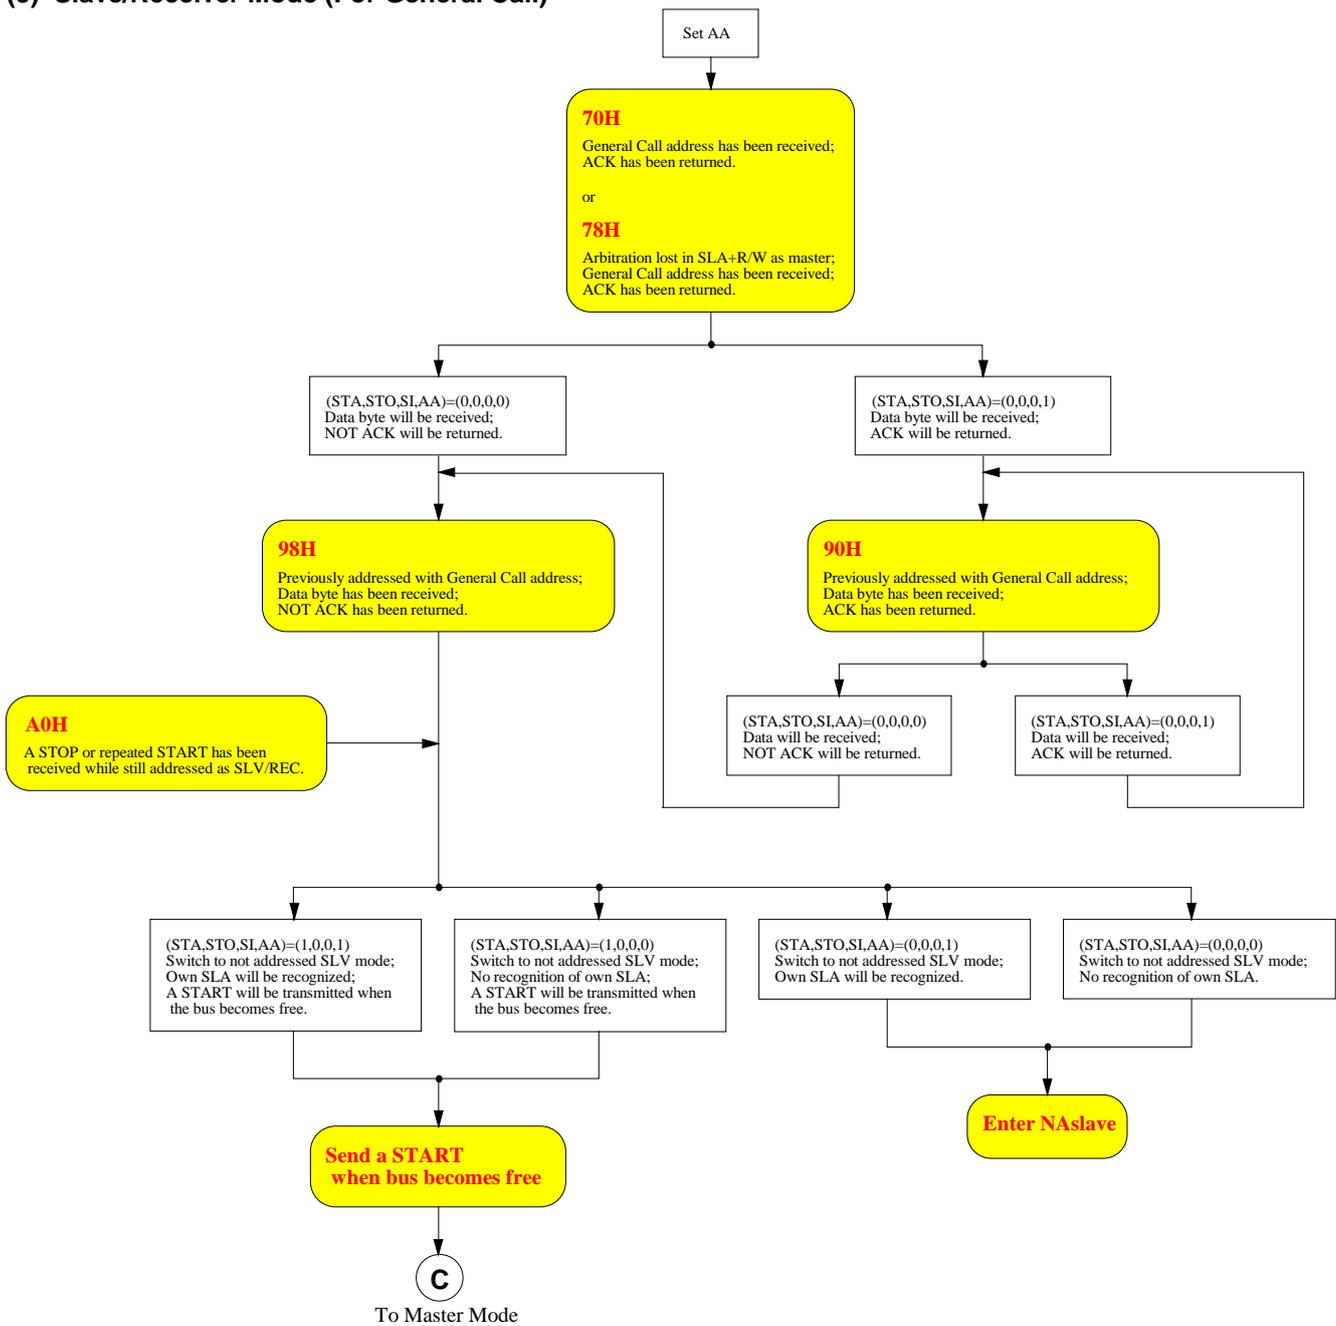 Set AA
70H
General Call address has been received;
ACK has been returned.
or
78H
Arbitration lost in SLA+R/W as master;
General Call address has been received;
ACK has been returned.
(STA,STO,SI,AA)=(0,0,0,0)
Data byte will be received;
NOT ACK will be returned.
(STA,STO,SI,AA)=(0,0,0,1)
Data byte will be received;
ACK will be returned.
98H
Previously addressed with General Call address;
Data byte has been received;
NOT ACK has been returned.
90H
Previously addressed with General Call address;
Data byte has been received;
ACK has been returned.
A0H
A STOP or repeated START has been
received while still addressed as SLV/REC.
(STA,STO,SI,AA)=(0,0,0,0)
Data will be received;
NOT ACK will be returned.
(STA,STO,SI,AA)=(0,0,0,1)
Data will be received;
ACK will be returned.
(STA,STO,SI,AA)=(1,0,0,1)
Switch to not addressed SLV mode;
Own SLA will be recognized;
A START will be transmitted when
the bus becomes free.
(STA,STO,SI,AA)=(1,0,0,0)
Switch to not addressed SLV mode;
No recognition of own SLA;
A START will be transmitted when
the bus becomes free.
(STA,STO,SI,AA)=(0,0,0,1)
Switch to not addressed SLV mode;
Own SLA will be recognized.
(STA,STO,SI,AA)=(0,0,0,0)
Switch to not addressed SLV mode;
No recognition of own SLA.
Send a START
when bus becomes free
Enter NAslave
C
To Master Mode